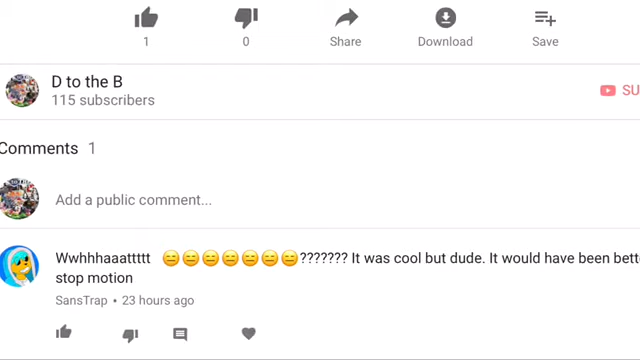 1
0
Share
Download
Save
D to the B
115 subscribers
SU
Comments 1
Add a public comment...
Wwhhhaaattttt 😑😑😑😑😑😑😑??????? It was cool but dude. It would have been bett
stop motion
SansTrap • 23 hours ago